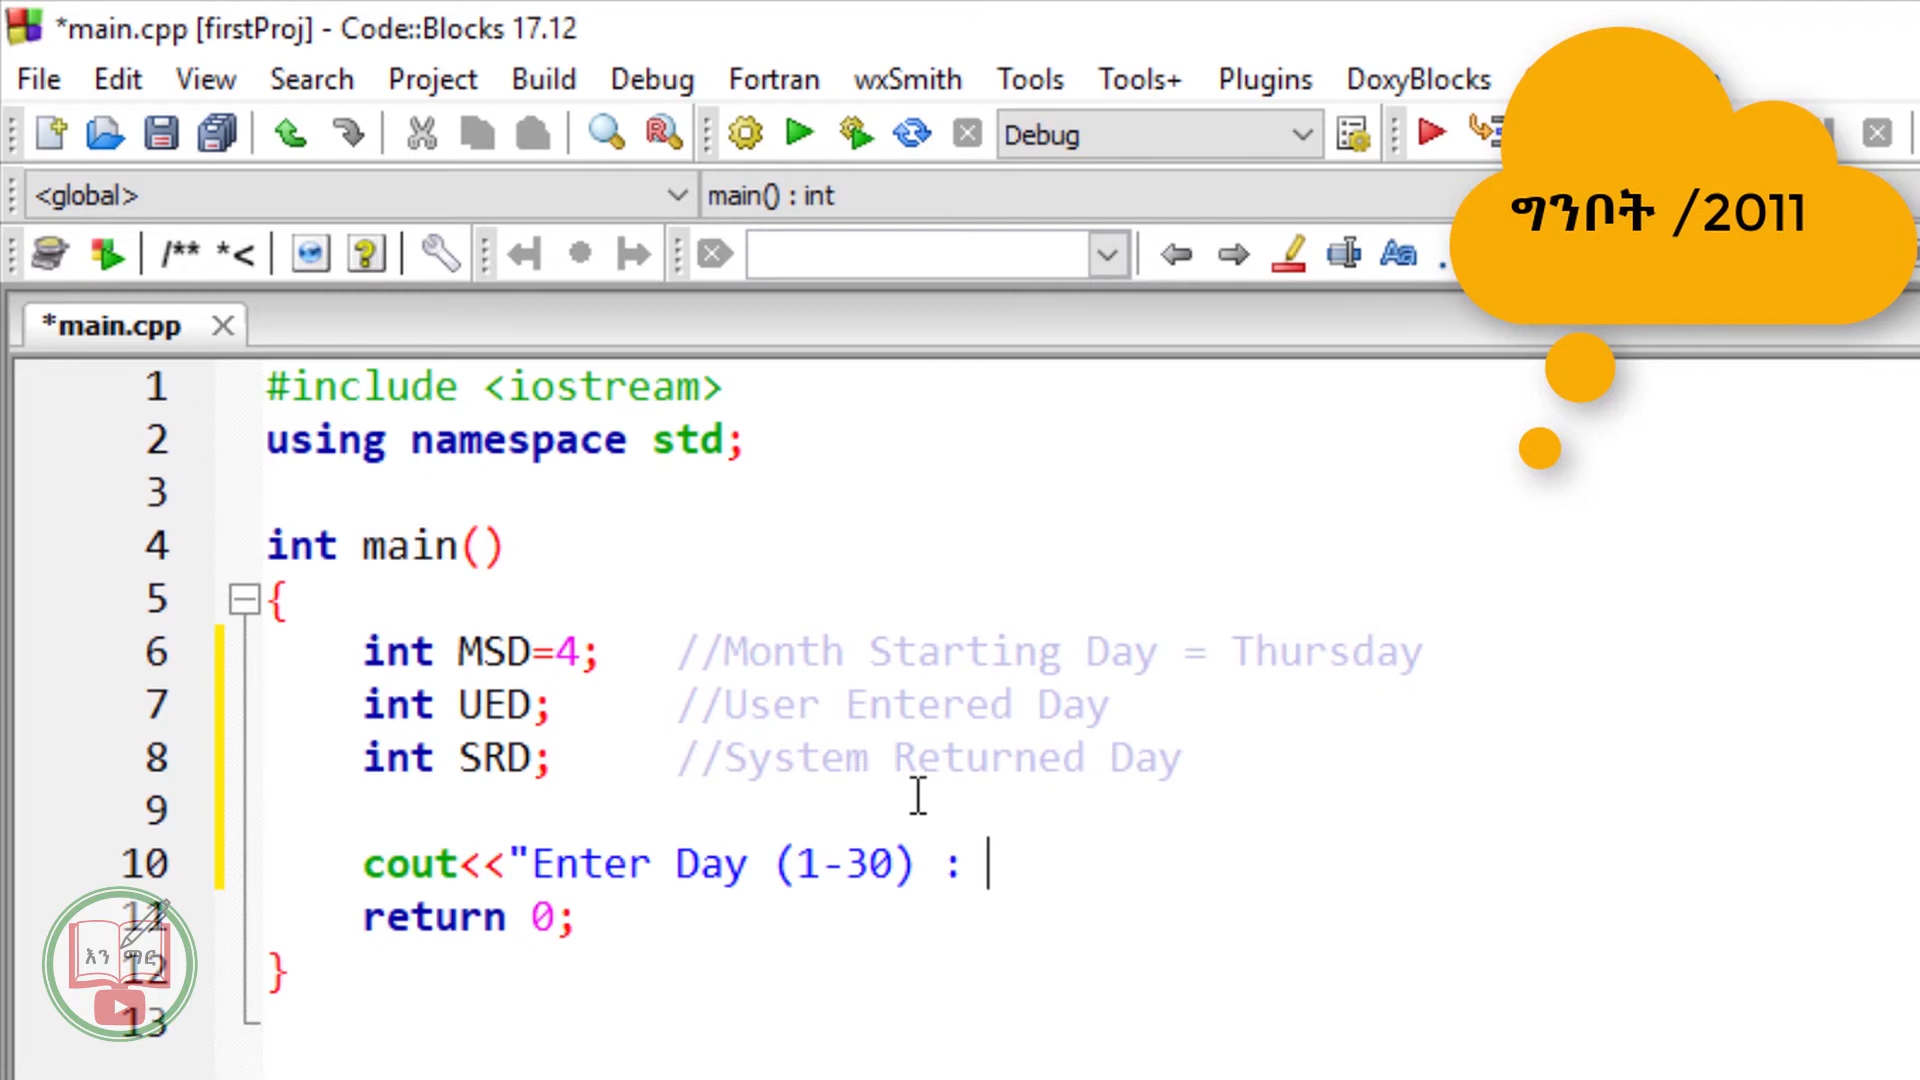 *main.cpp [firstProj] - Code::Blocks 17.12
File Edit View Search Project Build Debug Fortran wxSmith Tools Tools+ Plugins DoxyBlocks
Debug
<global> main() : int
/** *<
ግንቦት /2011
*main.cpp
1 #include <iostream>
2 using namespace std;
3
4 int main()
5 {
6 int MSD=4; //Month Starting Day = Thursday
7 int UED; //User Entered Day
8 int SRD; //System Returned Day
9
10 cout<<"Enter Day (1-30) :
11 return 0;
12 }
13
እን ማር